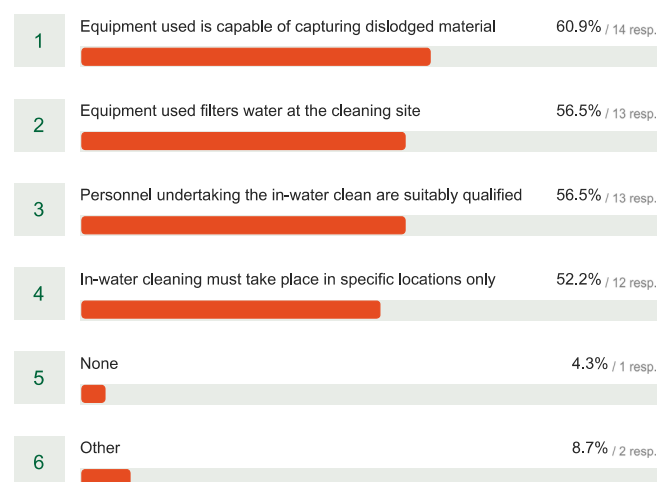 1
Equipment used is capable of capturing dislodged material 60.9% / 14 resp.
2
Equipment used filters water at the cleaning site 56.5% / 13 resp.
3
Personnel undertaking the in-water clean are suitably qualified 56.5% / 13 resp.
4
In-water cleaning must take place in specific locations only 52.2% / 12 resp.
5
None 4.3% / 1 resp.
6
Other 8.7% / 2 resp.